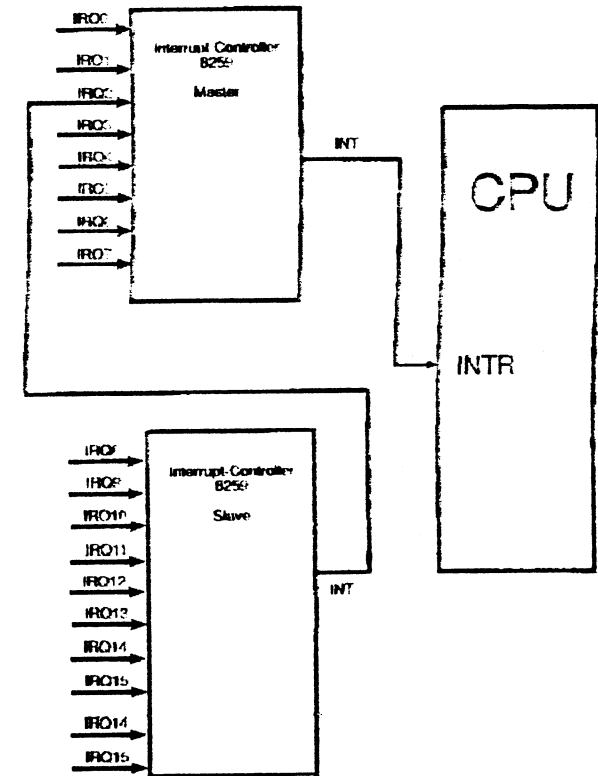 IRQ0
IRQ1
IRQ2
IRQ3
IRQ4
IRQ5
IRQ6
IRQ7
Interrupt Controller
8259
Master
INT
CPU
INTR
IRQ8
IRQ9
IRQ10
IRQ11
IRQ12
IRQ13
IRQ14
IRQ15
IRQ14
IRQ15
Interrupt-Controller
8259
Slave
INT